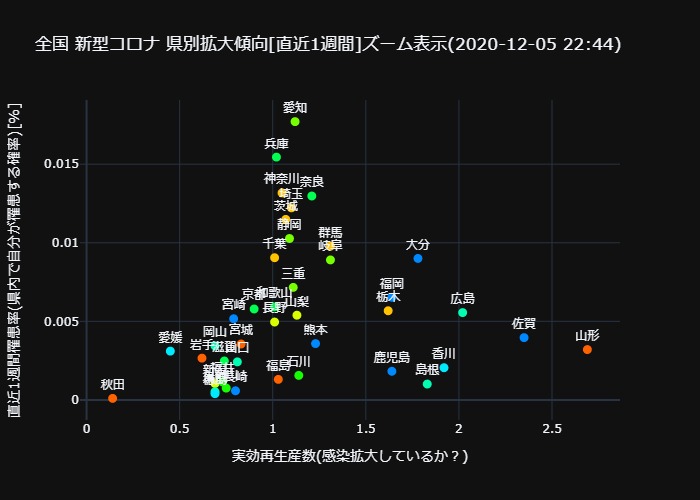 全国 新型コロナ 県別拡大傾向[直近1週間]ズーム表示(2020-12-05 22:44)
直近1週間罹患率(県内で自分が罹患する確率)[%]
愛知
兵庫
0.015
神奈川
奈良
埼玉
茨城
静岡
群馬
0.01
千葉
岐阜
大分
三重
福岡
京都
和歌山
栃木
広島
宮崎
長野
山梨
0.005
岡山
宮城
熊本
佐賀
愛媛
岩手
山口
山形
福島
石川
鹿児島
香川
島根
長崎
秋田
0
0
0.5
1
1.5
2
2.5
実効再生産数(感染拡大しているか？)